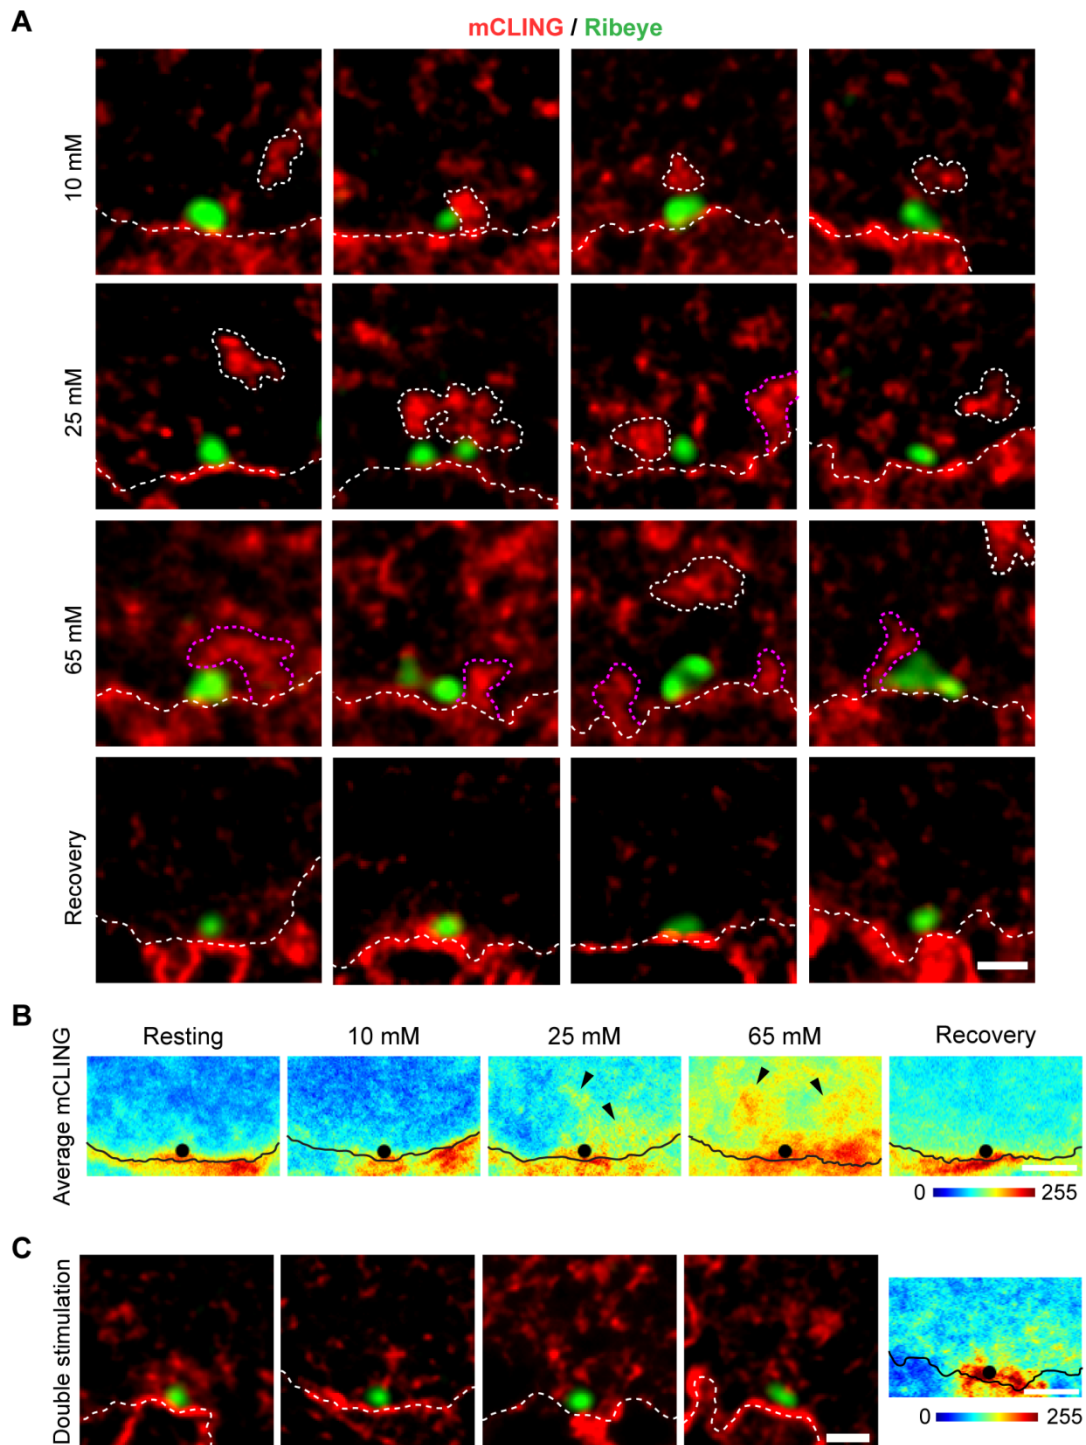 A
mCLING / Ribeye
10 mM
25 mM
65 mM
Recovery
B
Resting 10 mM 25 mM 65 mM Recovery
Average mCLING
0 255
C
Double stimulation
0 255